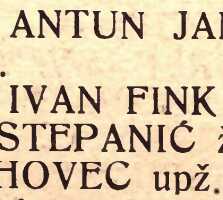 ANTUN JA
.
IVAN FINK
STEPANIĆ ž
HOVEC upž.